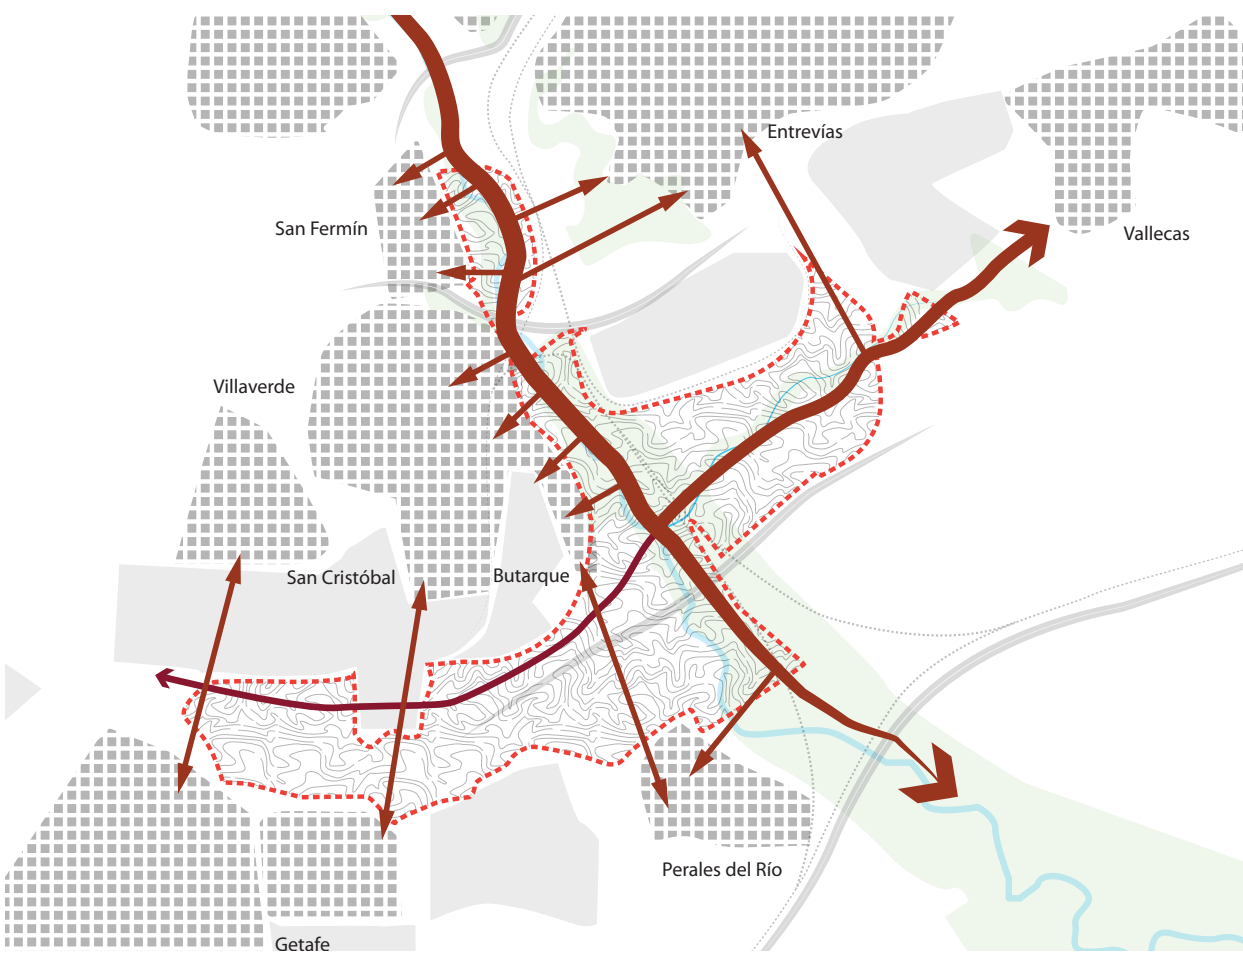 Entrevías
San Fermín
Vallecas
Villaverde
San Cristóbal
Butarque
Perales del Río
Getafe